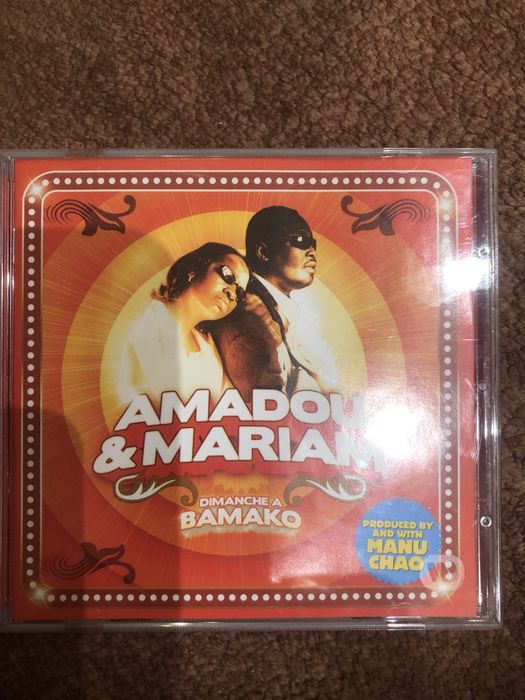 AMADOU
& MARIAM
DIMANCHE A
BAMAKO
PRODUCED BY
AND WITH
MANU
CHAO